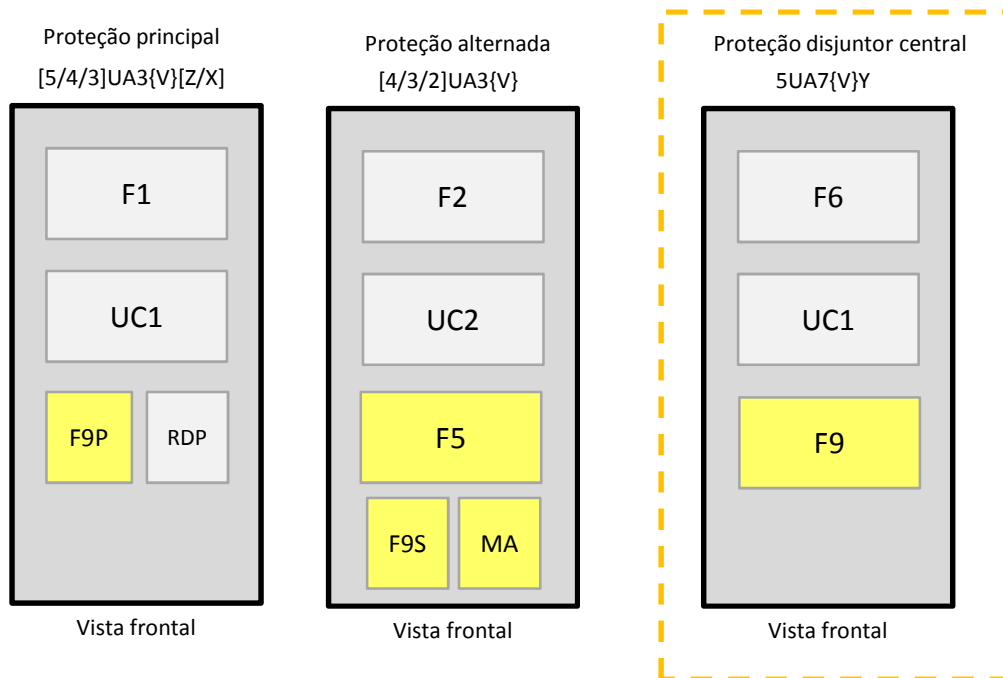 Proteção principal
[5/4/3]UA3{V}[Z/X]
F1
UC1
F9P
RDP
Vista frontal
Proteção alternada
[4/3/2]UA3{V}
F2
UC2
F5
F9S
MA
Vista frontal
Proteção disjuntor central
5UA7{V}Y
F6
UC1
F9
Vista frontal